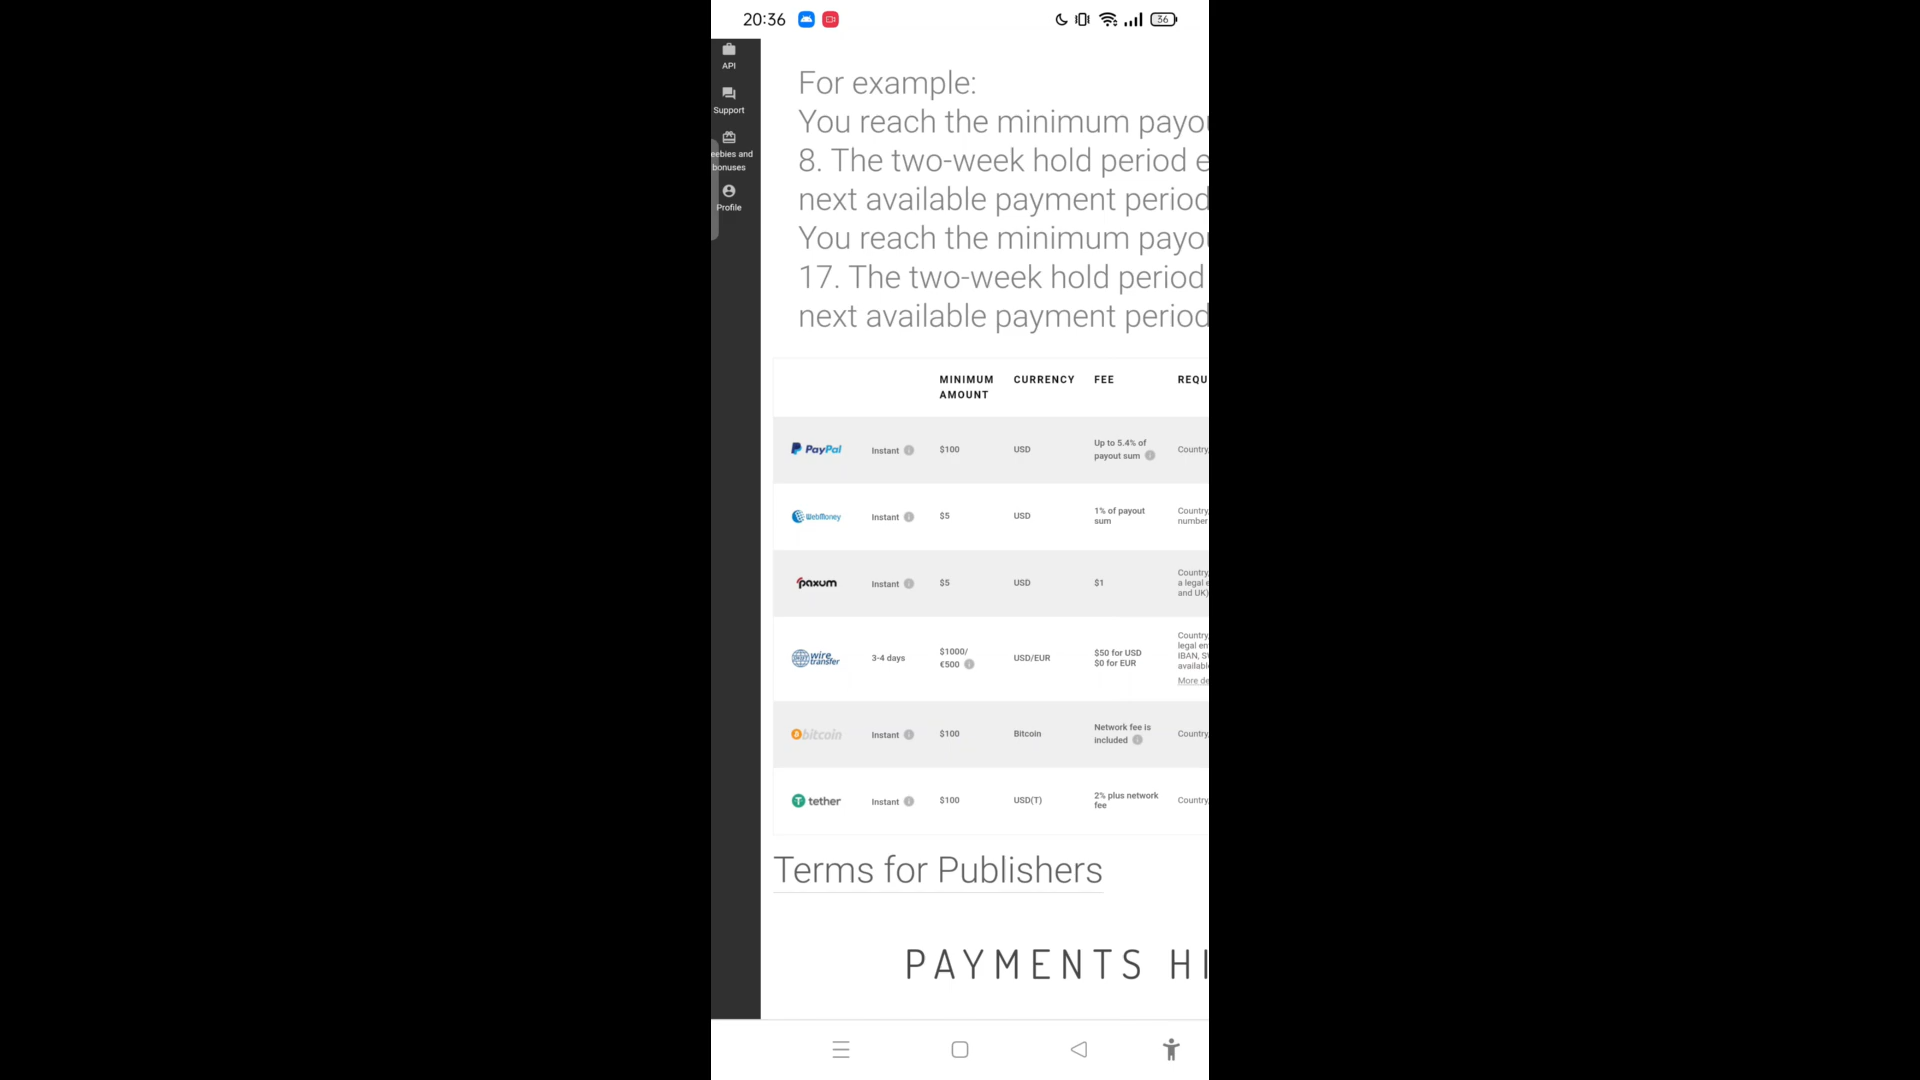 20:36
36
API
Support
eebies and
bonuses
Profile
For example:
You reach the minimum payou
8. The two-week hold period e
next available payment period
You reach the minimum payou
17. The two-week hold period
next available payment period
MINIMUM AMOUNT CURRENCY FEE REQU
PayPal Instant $100 USD Up to 5.4% of payout sum Country,
WebMoney Instant $5 USD 1% of payout sum Country, number
paxum Instant $5 USD $1 Country, a legal e and UK)
wire transfer 3-4 days $1000/ €500 USD/EUR $50 for USD $0 for EUR Country, legal en IBAN, SW availabl More de
bitcoin Instant $100 Bitcoin Network fee is included Country,
tether Instant $100 USD(T) 2% plus network fee Country,
Terms for Publishers
PAYMENTS HI